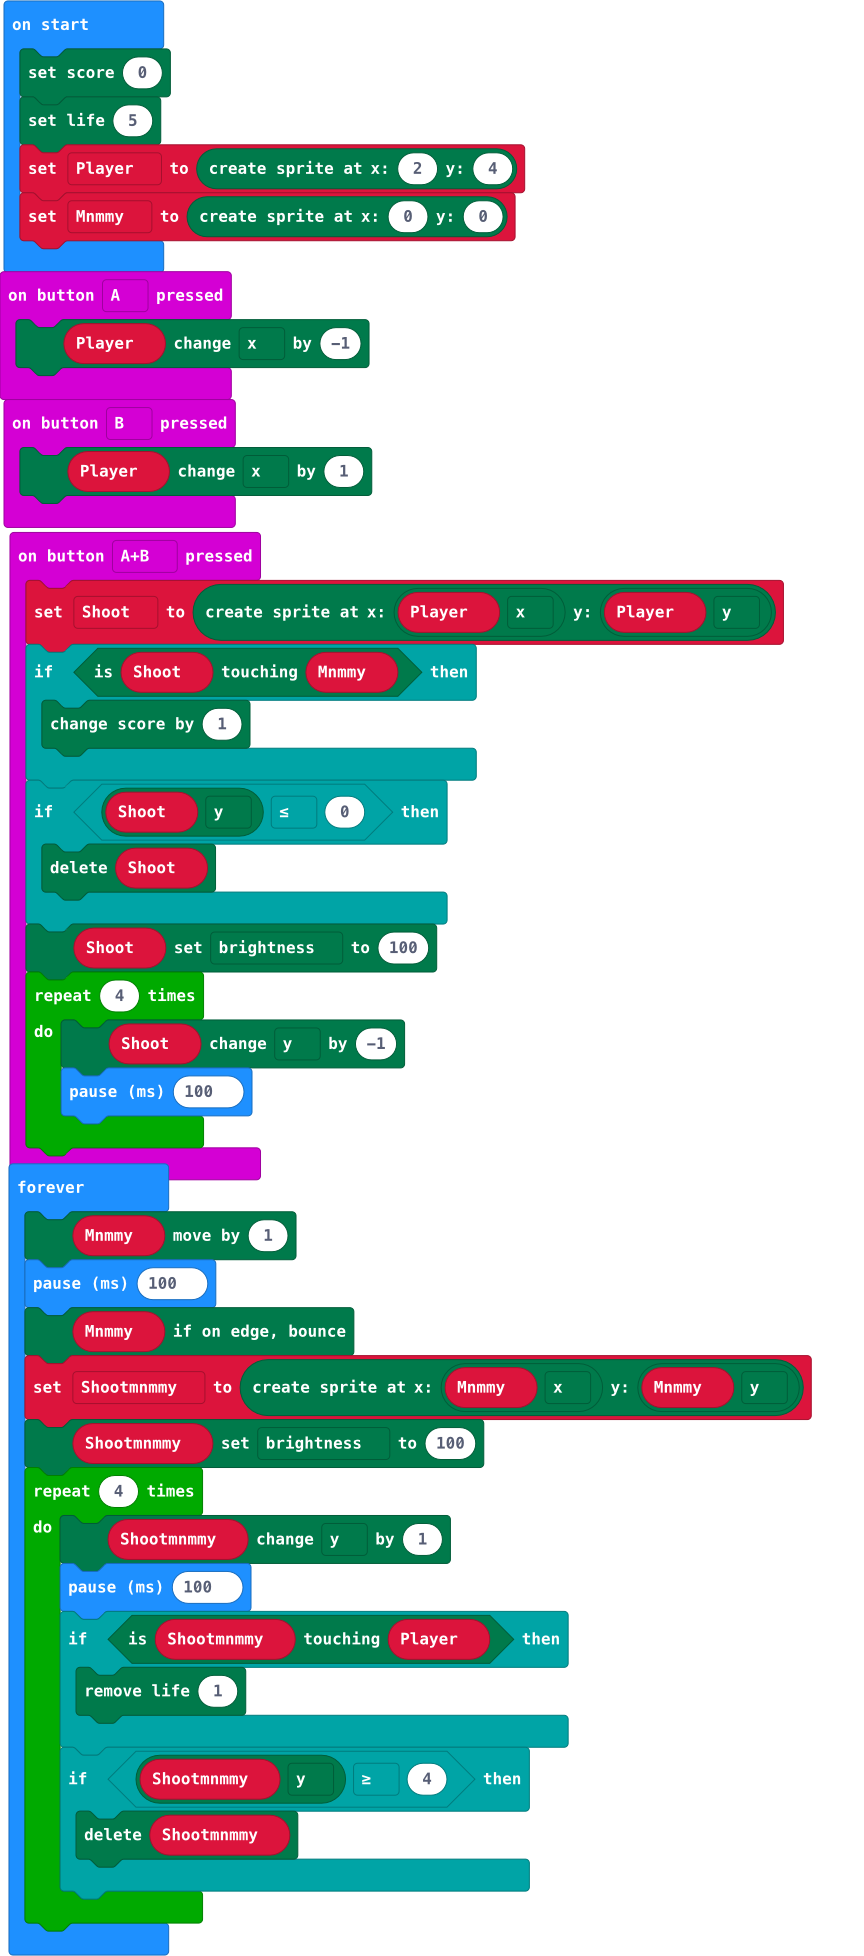 on start
set score 0
set life 5
set Player to create sprite at x: 2 y: 4
set Mnmmy to create sprite at x: 0 y: 0
on button A pressed
Player change x by −1
on button B pressed
Player change x by 1
on button A+B pressed
set Shoot to create sprite at x: Player x y: Player y
if is Shoot touching Mnmmy then
change score by 1
if Shoot y ≤ 0 then
delete Shoot
Shoot set brightness to 100
repeat 4 times
do Shoot change y by −1
pause (ms) 100
forever
Mnmmy move by 1
pause (ms) 100
Mnmmy if on edge, bounce
set Shootmnmmy to create sprite at x: Mnmmy x y: Mnmmy y
Shootmnmmy set brightness to 100
repeat 4 times
do Shootmnmmy change y by 1
pause (ms) 100
if is Shootmnmmy touching Player then
remove life 1
if Shootmnmmy y ≥ 4 then
delete Shootmnmmy